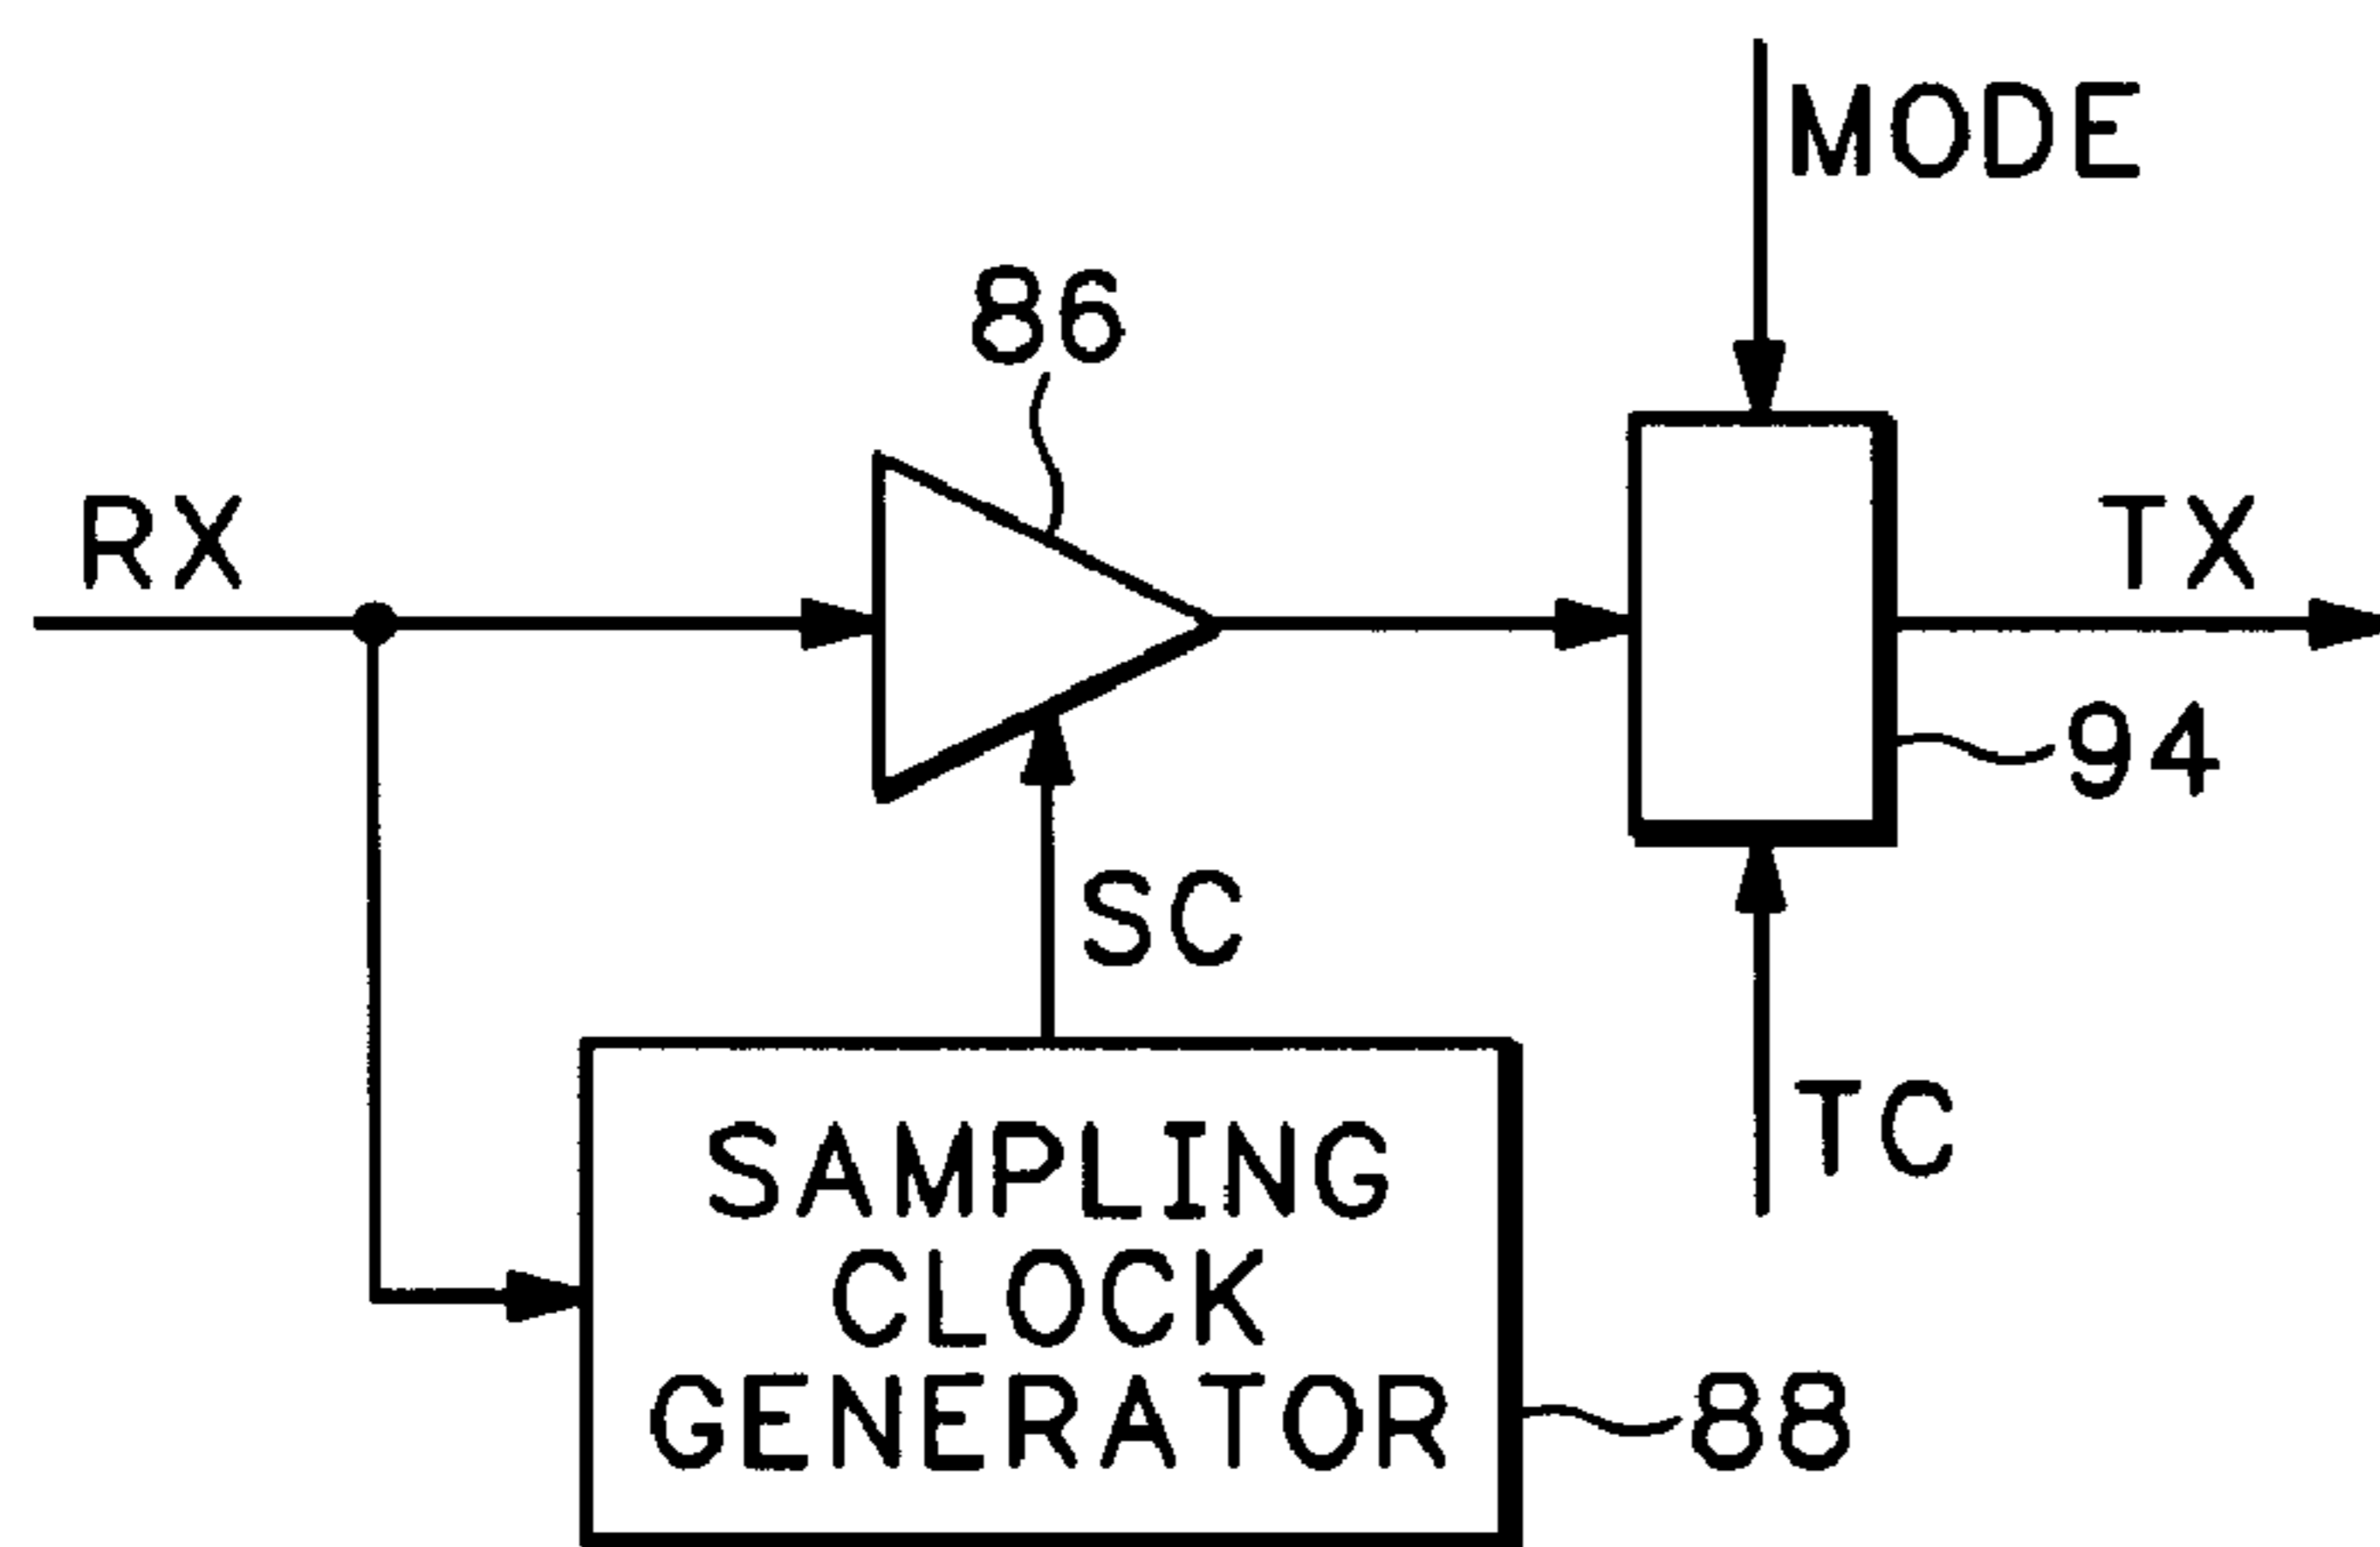 MODE
86
RX
TX
94
SC
TC
SAMPLING
CLOCK
GENERATOR
88